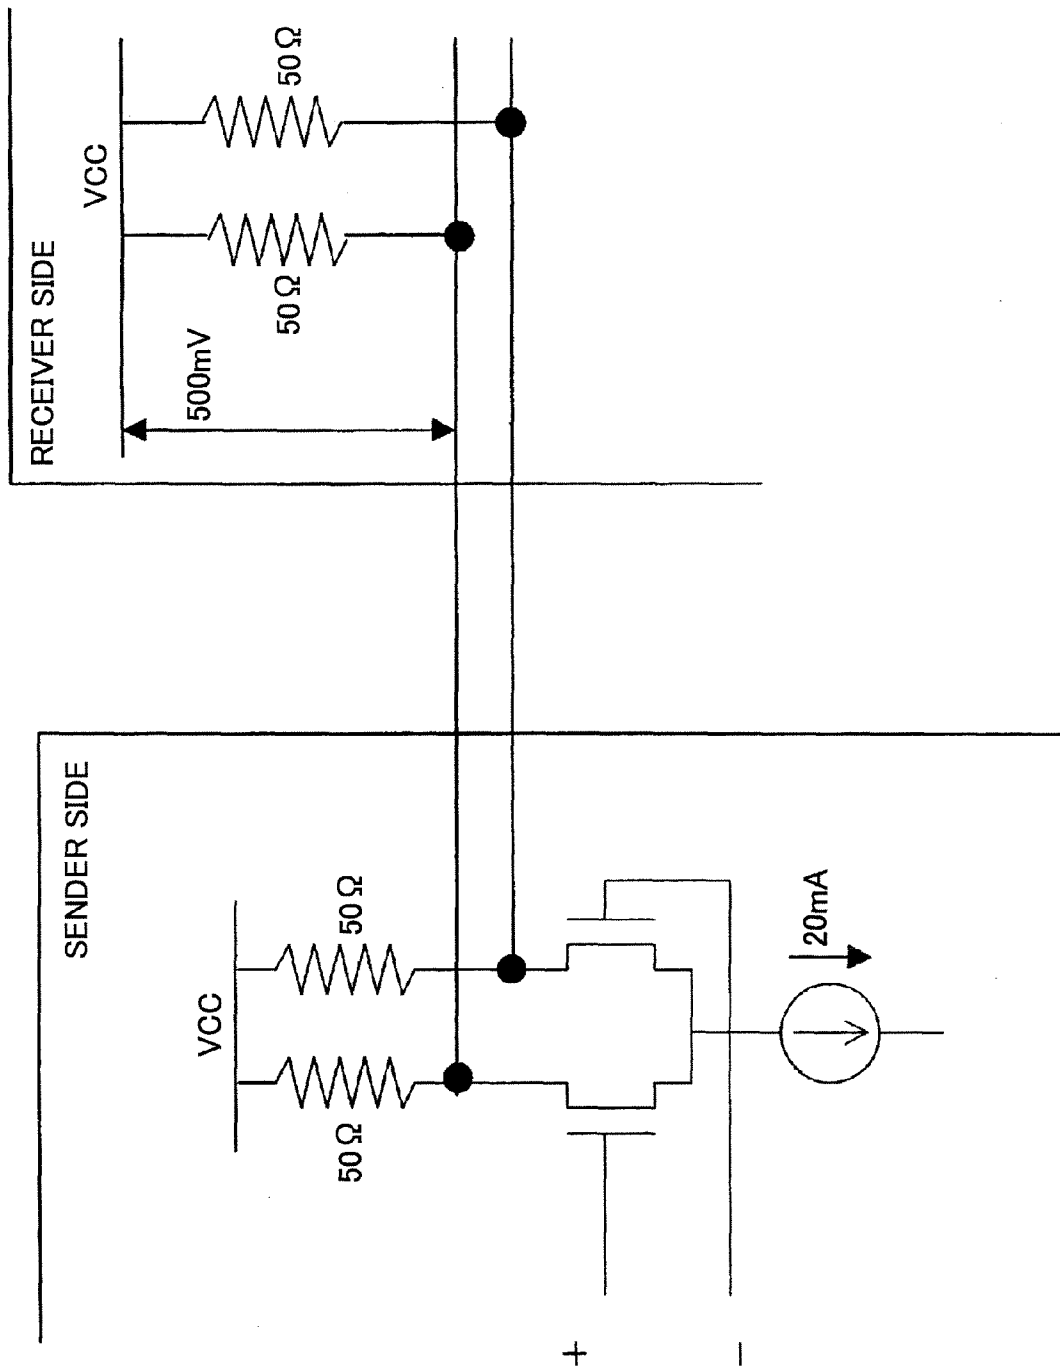 SENDER SIDE
VCC
50Ω
50Ω
20mA
+
−
RECEIVER SIDE
VCC
500mV
50Ω
50Ω